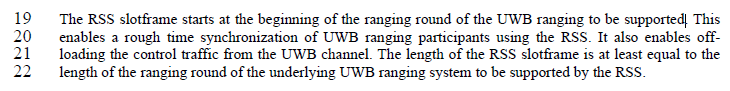 19 The RSS slotframe starts at the beginning of the ranging round of the UWB ranging to be supported. This
20 enables a rough time synchronization of UWB ranging participants using the RSS. It also enables off-
21 loading the control traffic from the UWB channel. The length of the RSS slotframe is at least equal to the
22 length of the ranging round of the underlying UWB ranging system to be supported by the RSS.